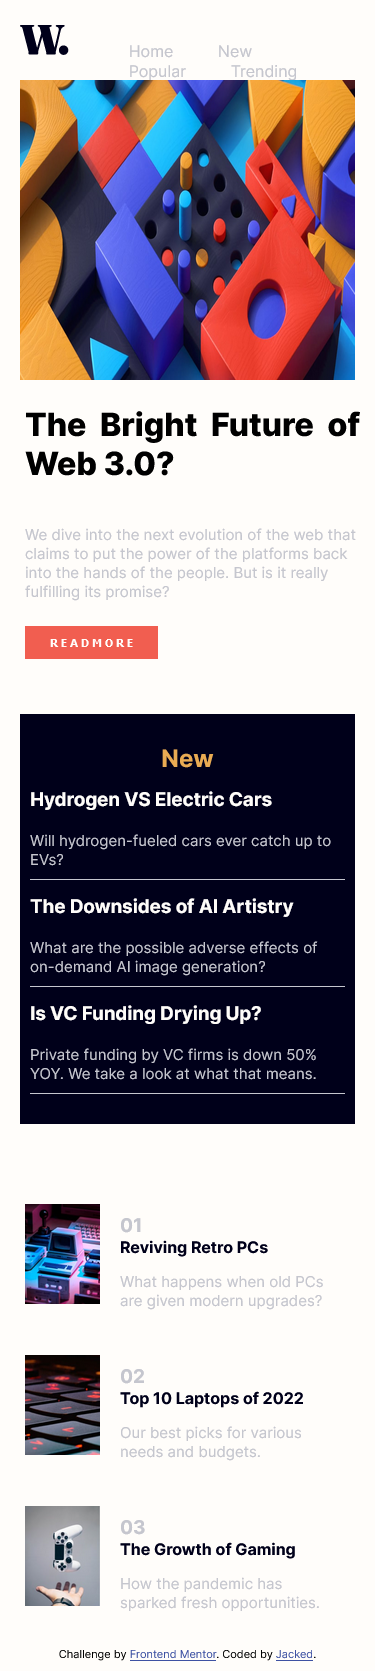 W.
Home New
Popular Trending
The Bright Future of
Web 3.0?
We dive into the next evolution of the web that
claims to put the power of the platforms back
into the hands of the people. But is it really
fulfilling its promise?
READMORE
New
Hydrogen VS Electric Cars
Will hydrogen-fueled cars ever catch up to
EVs?
The Downsides of AI Artistry
What are the possible adverse effects of
on-demand AI image generation?
Is VC Funding Drying Up?
Private funding by VC firms is down 50%
YOY. We take a look at what that means.
01
Reviving Retro PCs
What happens when old PCs
are given modern upgrades?
02
Top 10 Laptops of 2022
Our best picks for various
needs and budgets.
03
The Growth of Gaming
How the pandemic has
sparked fresh opportunities.
Challenge by Frontend Mentor. Coded by Jacked.